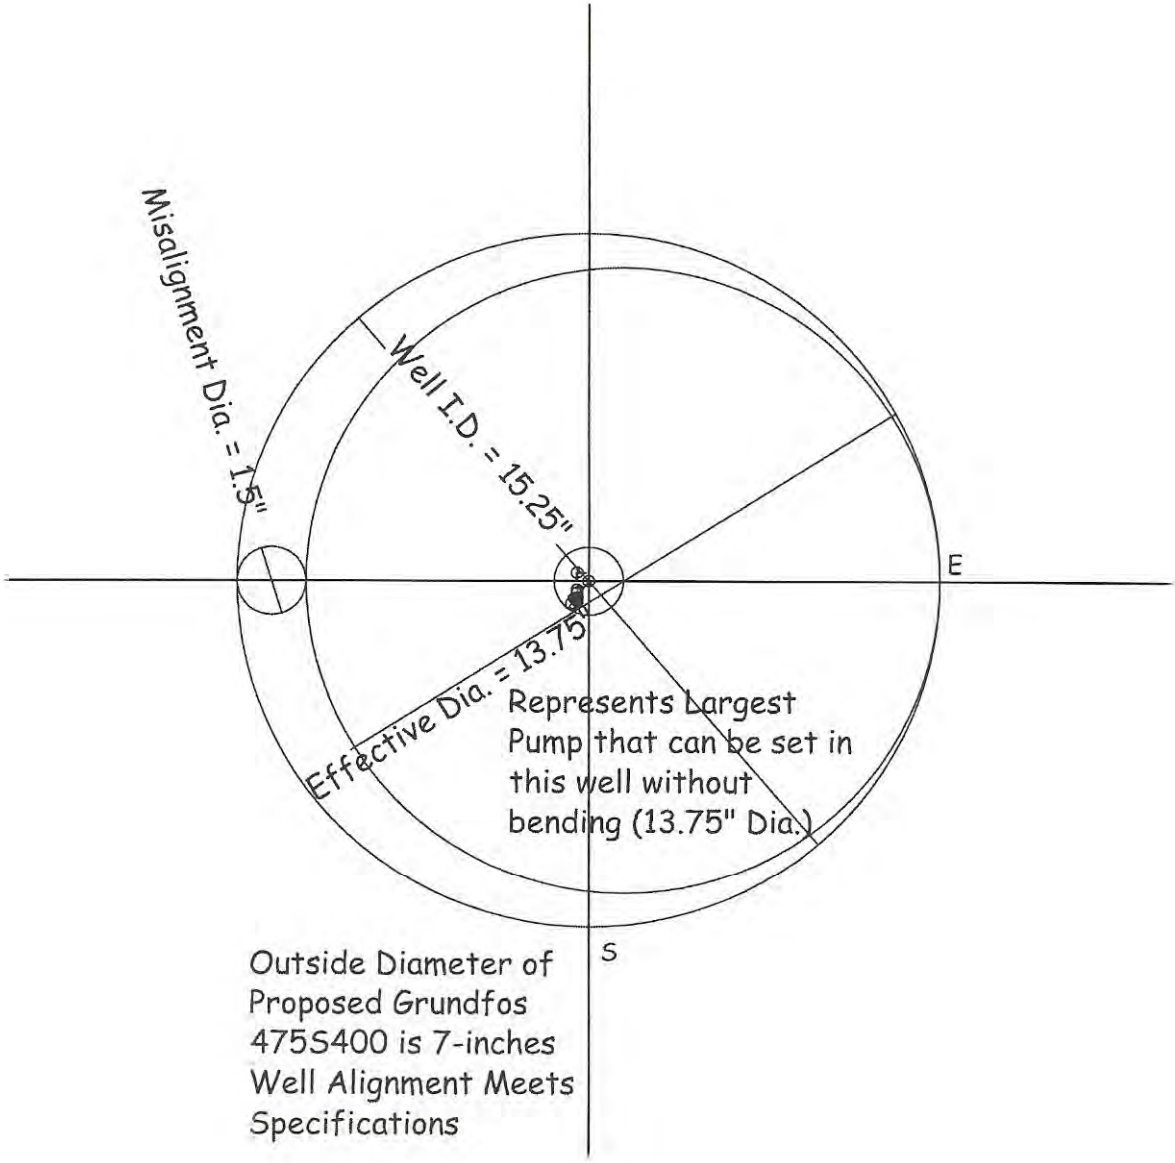 Misalignment Dia. = 1.5"
Well I.D. = 15.25"
E
Effective Dia. = 13.75"
Represents Largest
Pump that can be set in
this well without
bending (13.75" Dia.)
S
Outside Diameter of
Proposed Grundfos
475S400 is 7-inches
Well Alignment Meets
Specifications